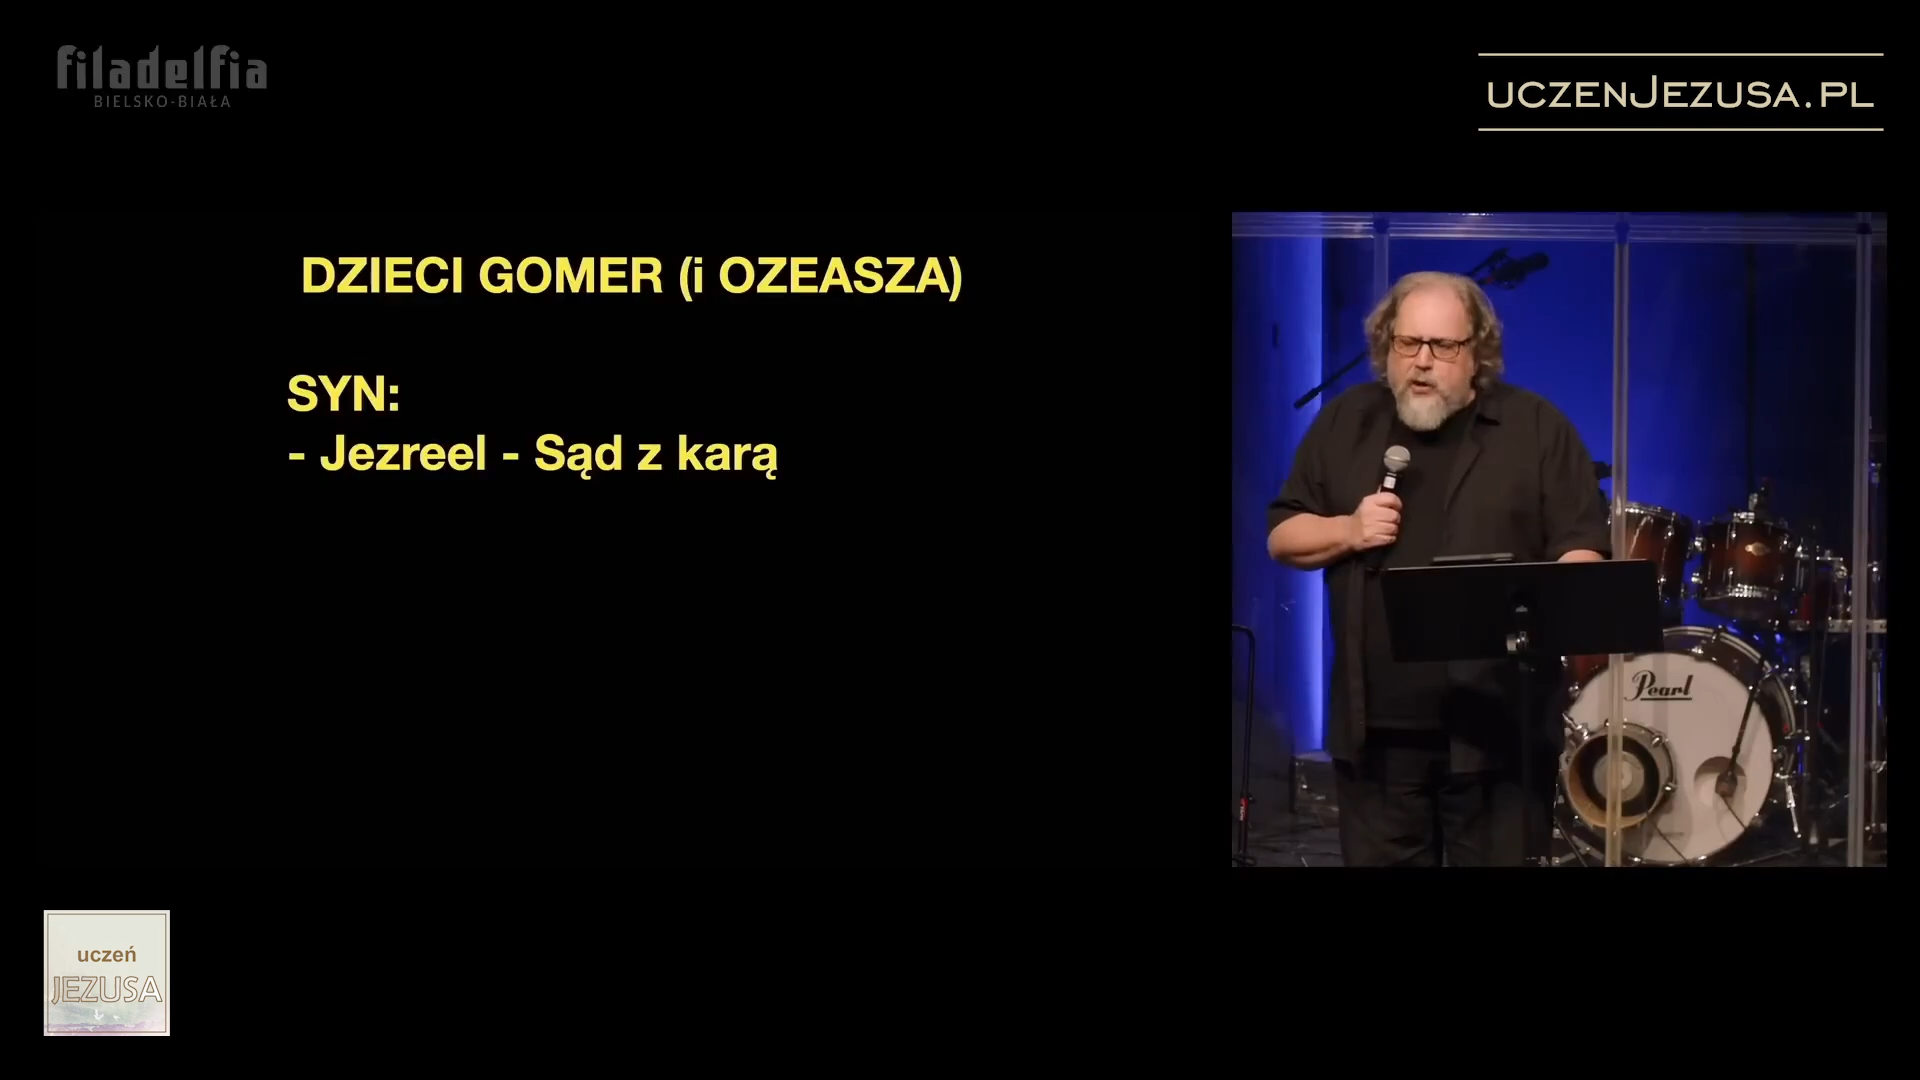 filadelfia
BIELSKO-BIAŁA
UCZENJEZUSA.PL
DZIECI GOMER (i OZEASZA)
SYN:
- Jezreel - Sąd z karą
Pearl
uczeń
JEZUSA